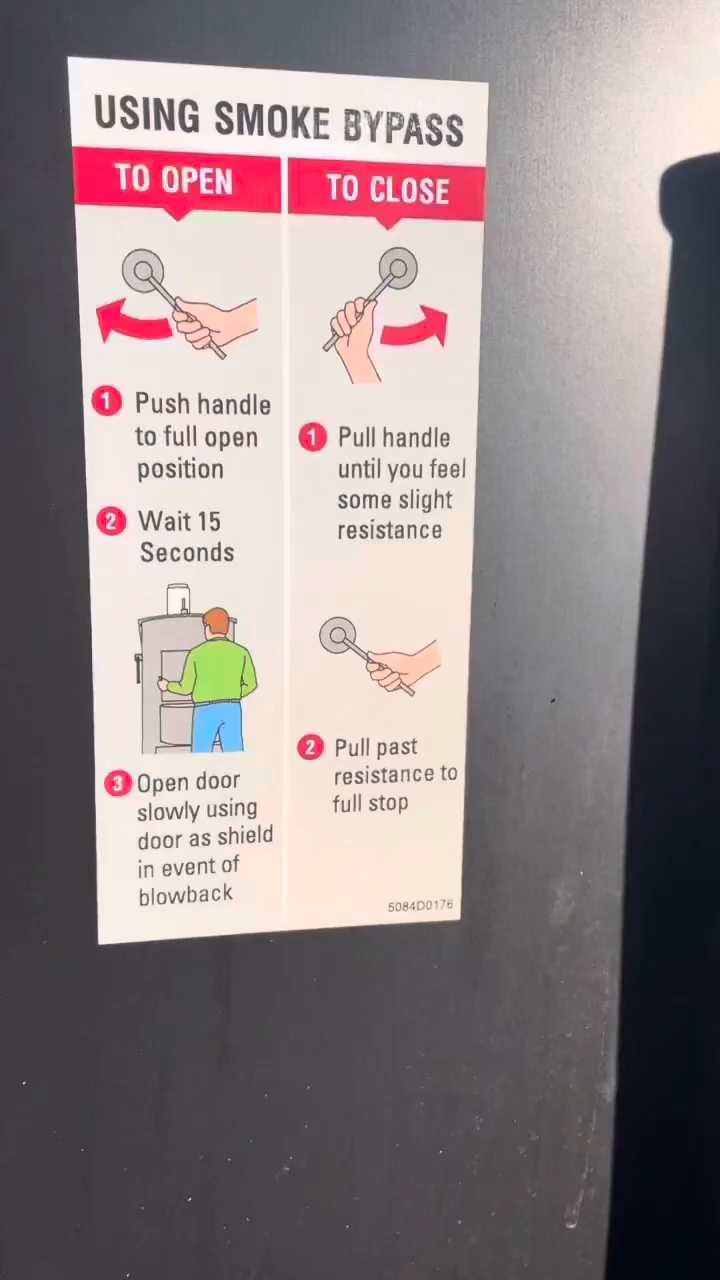 USING SMOKE BYPASS
TO OPEN
1 Push handle
to full open
position
2 Wait 15
Seconds
3 Open door
slowly using
door as shield
in event of
blowback
TO CLOSE
1 Pull handle
until you feel
some slight
resistance
2 Pull past
resistance to
full stop
5084D0176